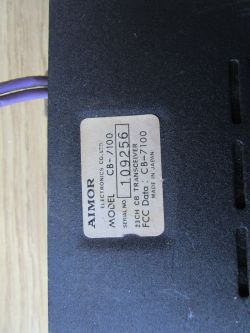 AIMOR
ELECTRONICS CO., LTD.
MODEL CB-7100
SERIAL NO. 109256
23CH CB TRANSCEIVER
FCC Data : CB-7100
MADE IN JAPAN